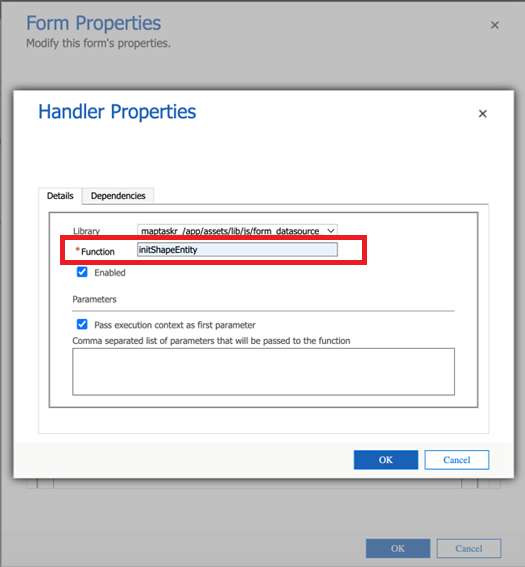 Form Properties
Modify this form's properties.
Handler Properties
Details Dependencies
Library maptaskr_/app/assets/lib/js/form_datasource
*Function initShapeEntity
Enabled
Parameters
Pass execution context as first parameter
Comma separated list of parameters that will be passed to the function
OK Cancel
OK Cancel